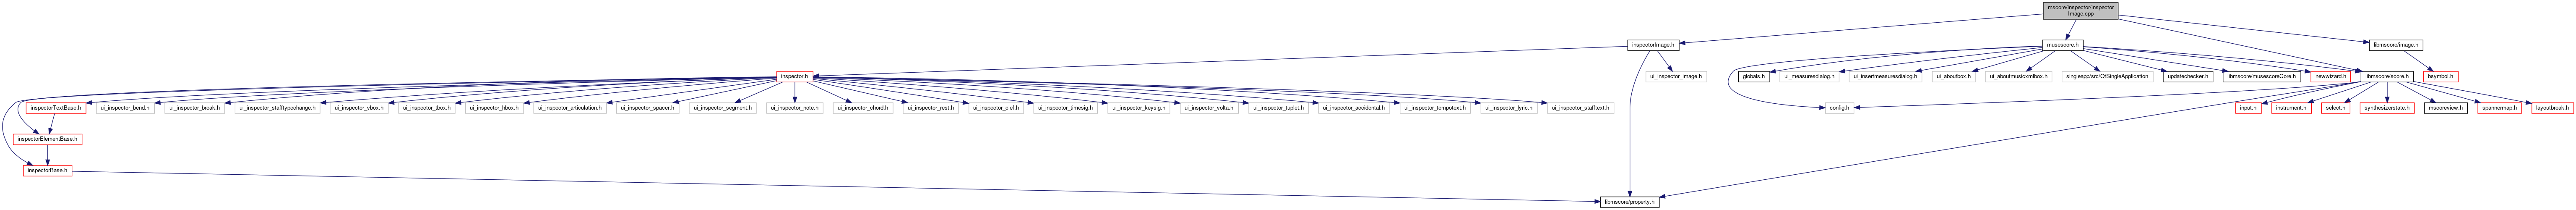 mscore/inspector/inspector
Image.cpp
inspectorImage.h
musescore.h
libmscore/image.h
inspector.h
ui_inspector_image.h
globals.h
ui_measuresdialog.h
ui_insertmeasuresdialog.h
ui_aboutbox.h
ui_aboutmusicxmlbox.h
singleapp/src/QtSingleApplication
updatechecker.h
libmscore/musescoreCore.h
newwizard.h
libmscore/score.h
bsymbol.h
inspectorTextBase.h
ui_inspector_bend.h
ui_inspector_break.h
ui_inspector_stafftypechange.h
ui_inspector_vbox.h
ui_inspector_tbox.h
ui_inspector_hbox.h
ui_inspector_articulation.h
ui_inspector_spacer.h
ui_inspector_segment.h
ui_inspector_note.h
ui_inspector_chord.h
ui_inspector_rest.h
ui_inspector_clef.h
ui_inspector_timesig.h
ui_inspector_keysig.h
ui_inspector_volta.h
ui_inspector_tuplet.h
ui_inspector_accidental.h
ui_inspector_tempotext.h
ui_inspector_lyric.h
ui_inspector_stafftext.h
config.h
input.h
instrument.h
select.h
synthesizerstate.h
mscoreview.h
spannermap.h
layoutbreak.h
inspectorElementBase.h
inspectorBase.h
libmscore/property.h